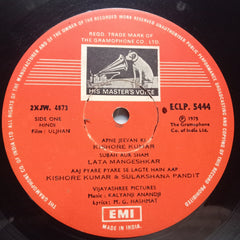 REGD. TRADE MARK OF
THE GRAMOPHONE CO. LTD.
HIS MASTER'S VOICE
2XJW. 4873
E CLP. 5444
SIDE ONE
HINDI
Film : ULJHAN
℗ 1975
The Gramophone
Co. of India Ltd.
APNE JEEVAN KI
KISHORE KUMAR
SUBAH AUR SHAM
LATA MANGESHKAR
AAJ PYARE PYARE SE LAGTE HAIN AAP
KISHORE KUMAR & SULAKSHANA PANDIT
VIJAYASHREE PICTURES
Music : KALYANJI ANANDJI
Lyrics : M. G. HASHMAT
EMI
MADE IN INDIA